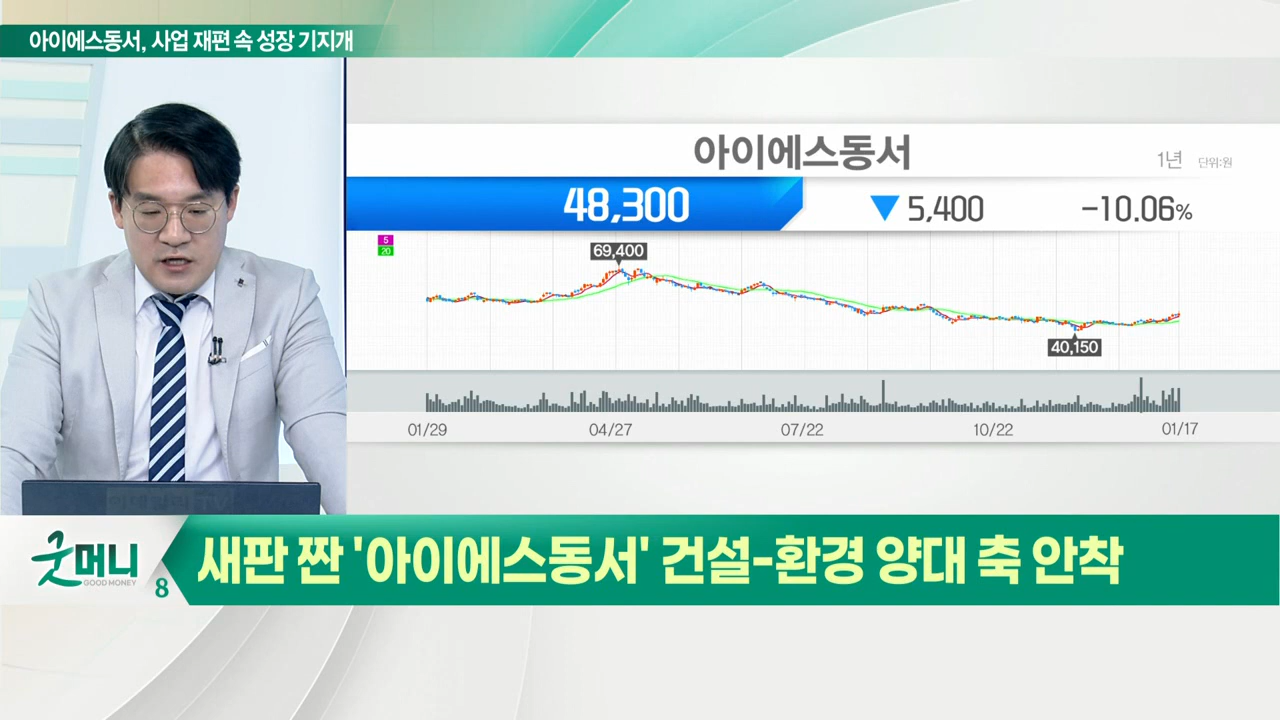 아이에스동서, 사업 재편 속 성장 기지개
아이에스동서
1년 단위:원
48,300 ▼ 5,400 -10.06%
5
20
69,400
40,150
01/29 04/27 07/22 10/22 01/17
굿머니
GOOD MONEY
8
새판 짠 '아이에스동서' 건설-환경 양대 축 안착